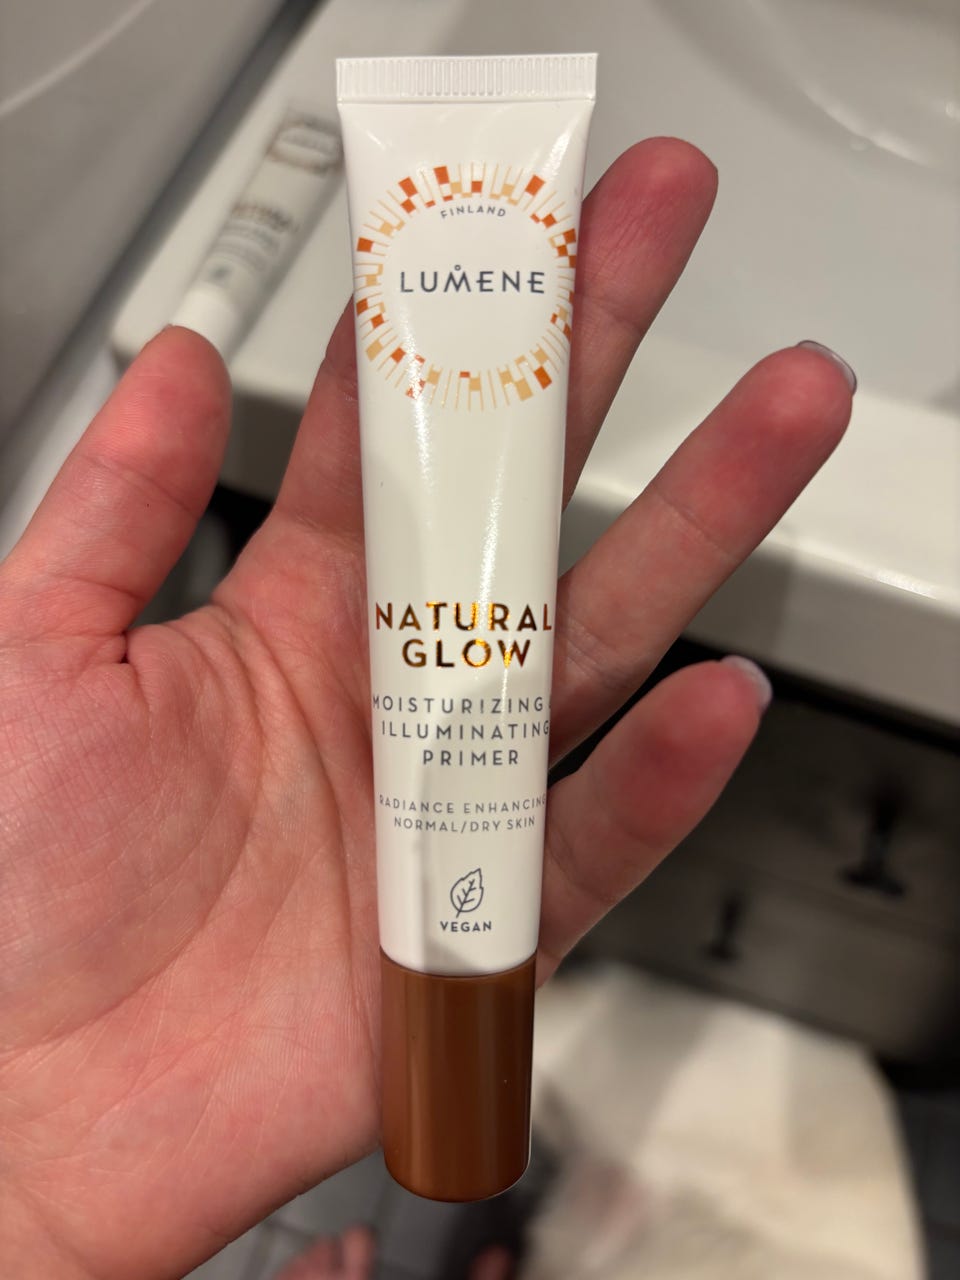 FINLAND
LUMENE
NATURAL
GLOW
MOISTURIZING &
ILLUMINATING
PRIMER
RADIANCE ENHANCING
NORMAL/DRY SKIN
VEGAN